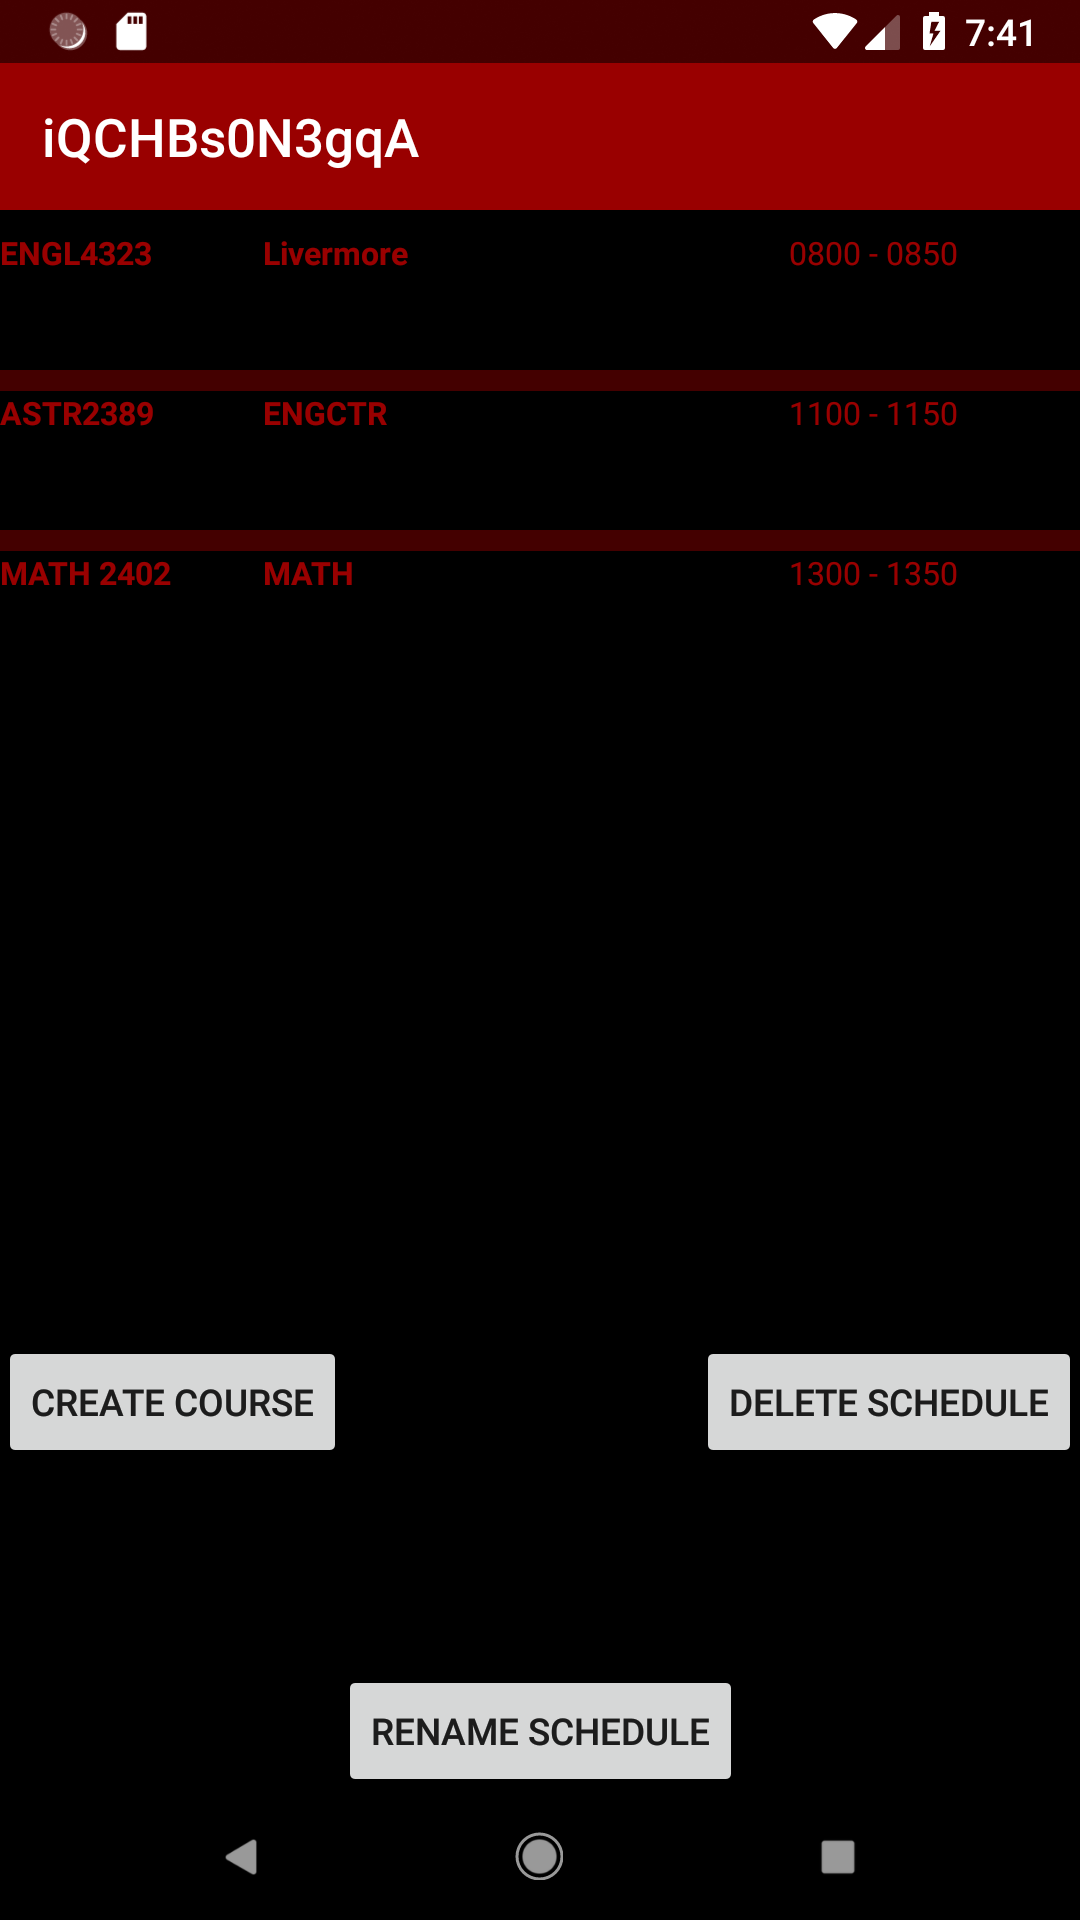 7:41
iQCHBs0N3gqA
ENGL4323 Livermore 0800 - 0850
ASTR2389 ENGCTR 1100 - 1150
MATH 2402 MATH 1300 - 1350
CREATE COURSE DELETE SCHEDULE
RENAME SCHEDULE